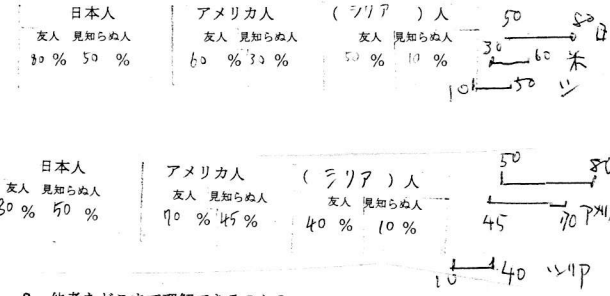 日本人 アメリカ人 (シリア)人
友人 見知らぬ人 友人 見知らぬ人 友人 見知らぬ人
80% 50% 60% 30% 50% 10%
50 80 日
30 60 米
10 50 シ
日本人 アメリカ人 (シリア)人
友人 見知らぬ人 友人 見知らぬ人 友人 見知らぬ人
80% 50% 70% 45% 40% 10%
50 80
45 70 アメリ
10 40 シリア